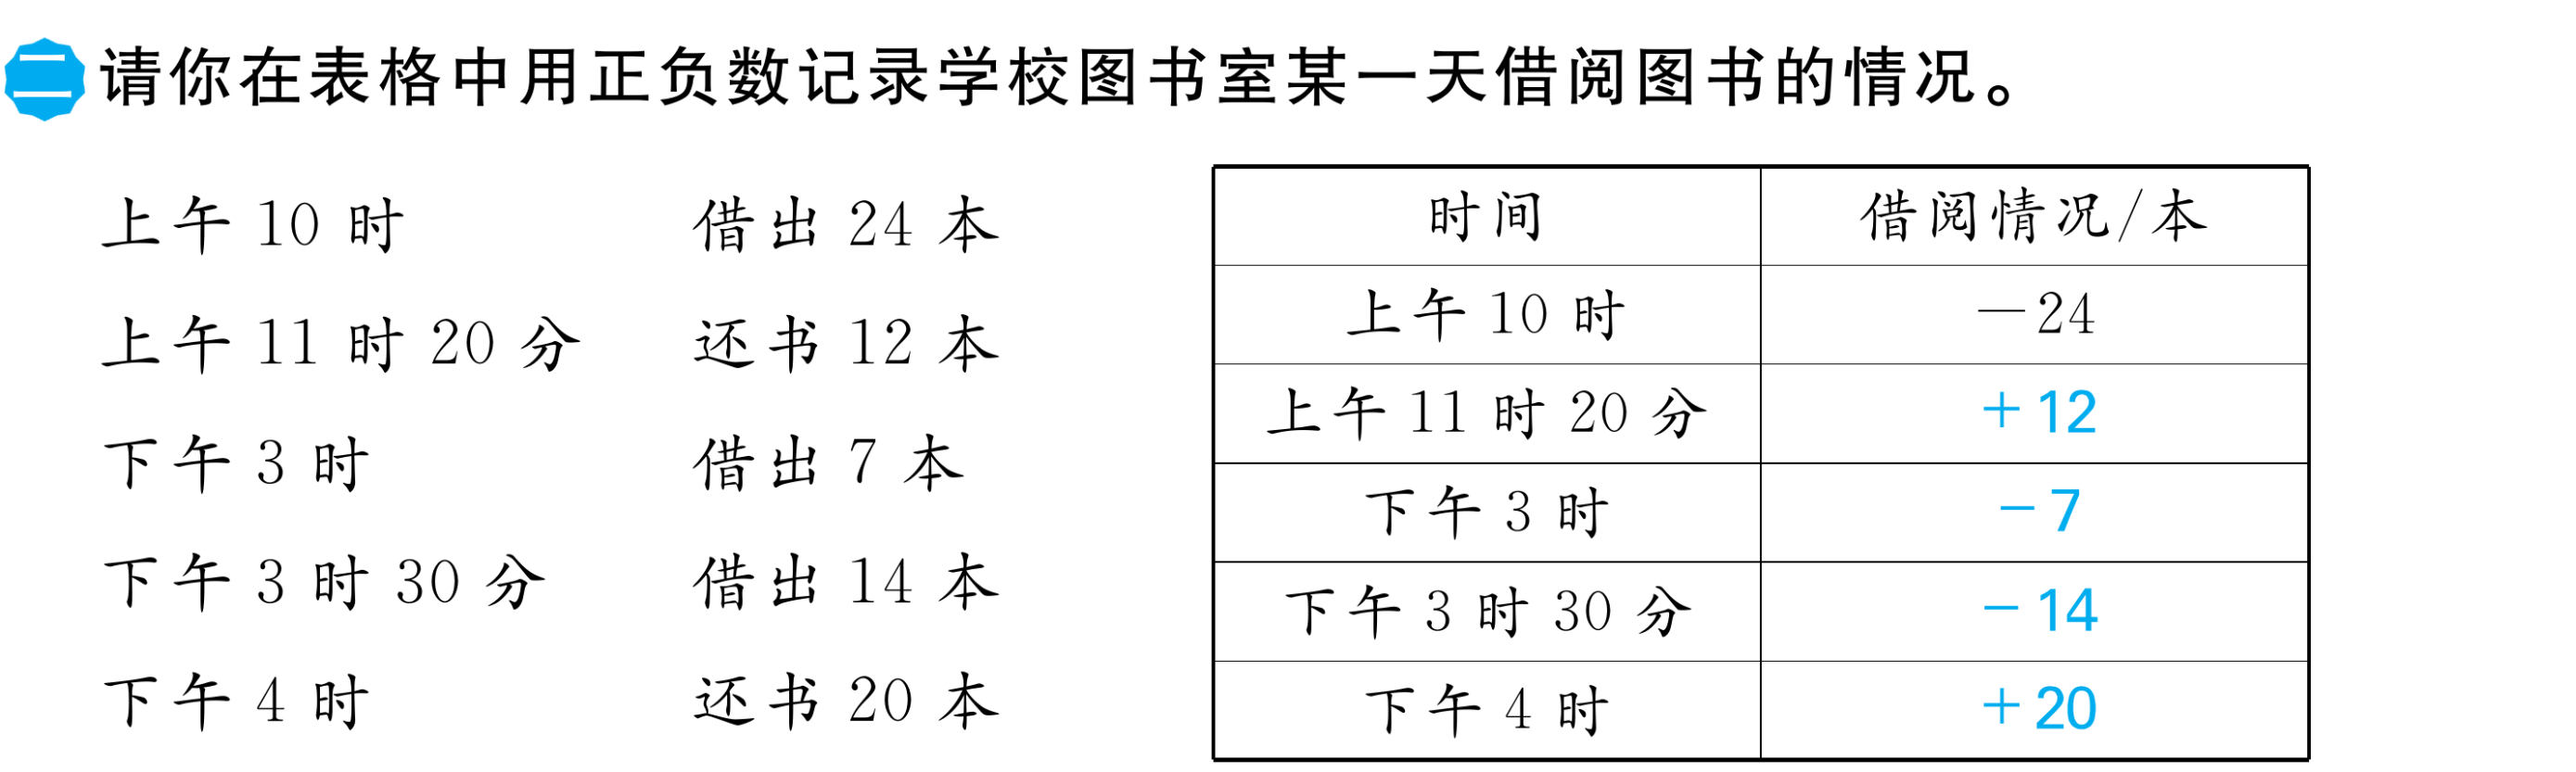 二 请你在表格中用正负数记录学校图书室某一天借阅图书的情况。
上午 10 时 借出 24 本
上午 11 时 20 分 还书 12 本
下午 3 时 借出 7 本
下午 3 时 30 分 借出 14 本
下午 4 时 还书 20 本
时间 借阅情况/本
上午 10 时 －24
上午 11 时 20 分 ＋12
下午 3 时 －7
下午 3 时 30 分 －14
下午 4 时 ＋20